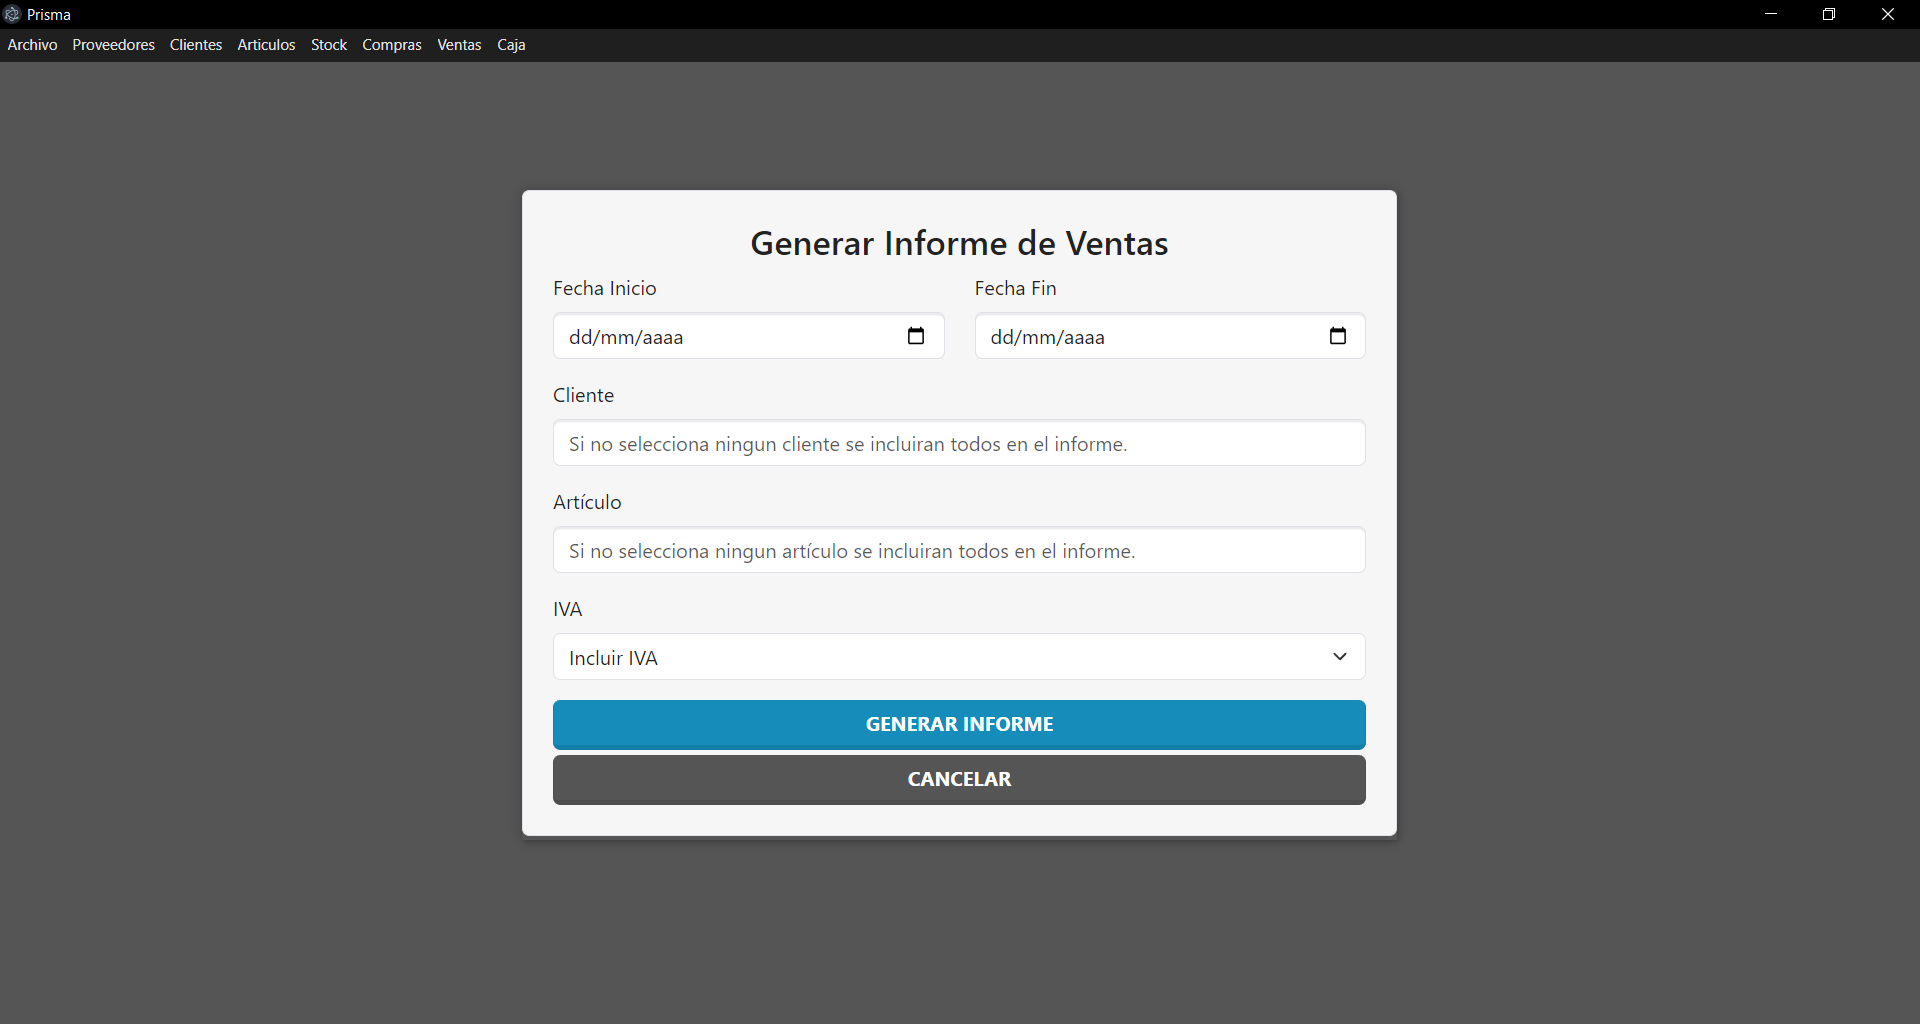 Prisma
Archivo Proveedores Clientes Articulos Stock Compras Ventas Caja
Generar Informe de Ventas
Fecha Inicio Fecha Fin
dd/mm/aaaa dd/mm/aaaa
Cliente
Si no selecciona ningun cliente se incluiran todos en el informe.
Artículo
Si no selecciona ningun artículo se incluiran todos en el informe.
IVA
Incluir IVA
GENERAR INFORME
CANCELAR